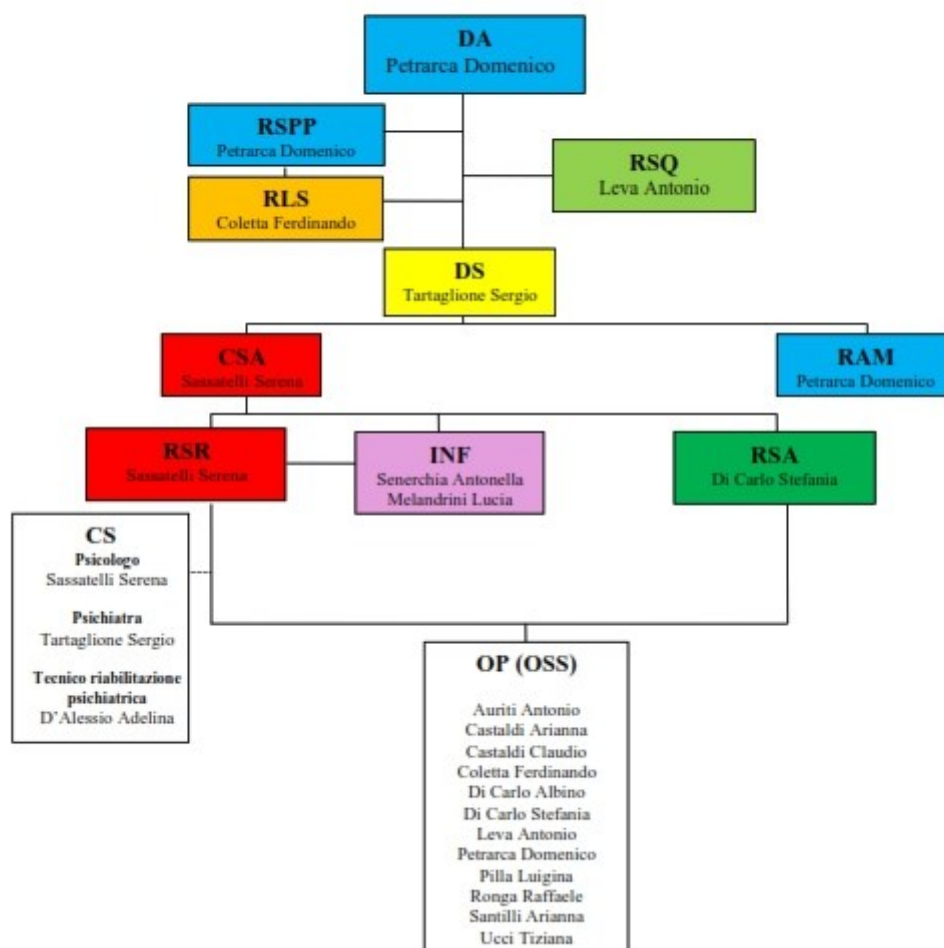 DA
Petrarca Domenico
RSPP
Petrarca Domenico
RSQ
Leva Antonio
RLS
Coletta Ferdinando
DS
Tartaglione Sergio
CSA
Sassatelli Serena
RAM
Petrarca Domenico
RSR
Sassatelli Serena
INF
Senerchia Antonella
Melandrini Lucia
RSA
Di Carlo Stefania
CS
Psicologo
Sassatelli Serena
Psichiatra
Tartaglione Sergio
Tecnico riabilitazione
psichiatrica
D'Alessio Adelina
OP (OSS)
Auriti Antonio
Castaldi Arianna
Castaldi Claudio
Coletta Ferdinando
Di Carlo Albino
Di Carlo Stefania
Leva Antonio
Petrarca Domenico
Pilla Luigina
Ronga Raffaele
Santilli Arianna
Ucci Tiziana